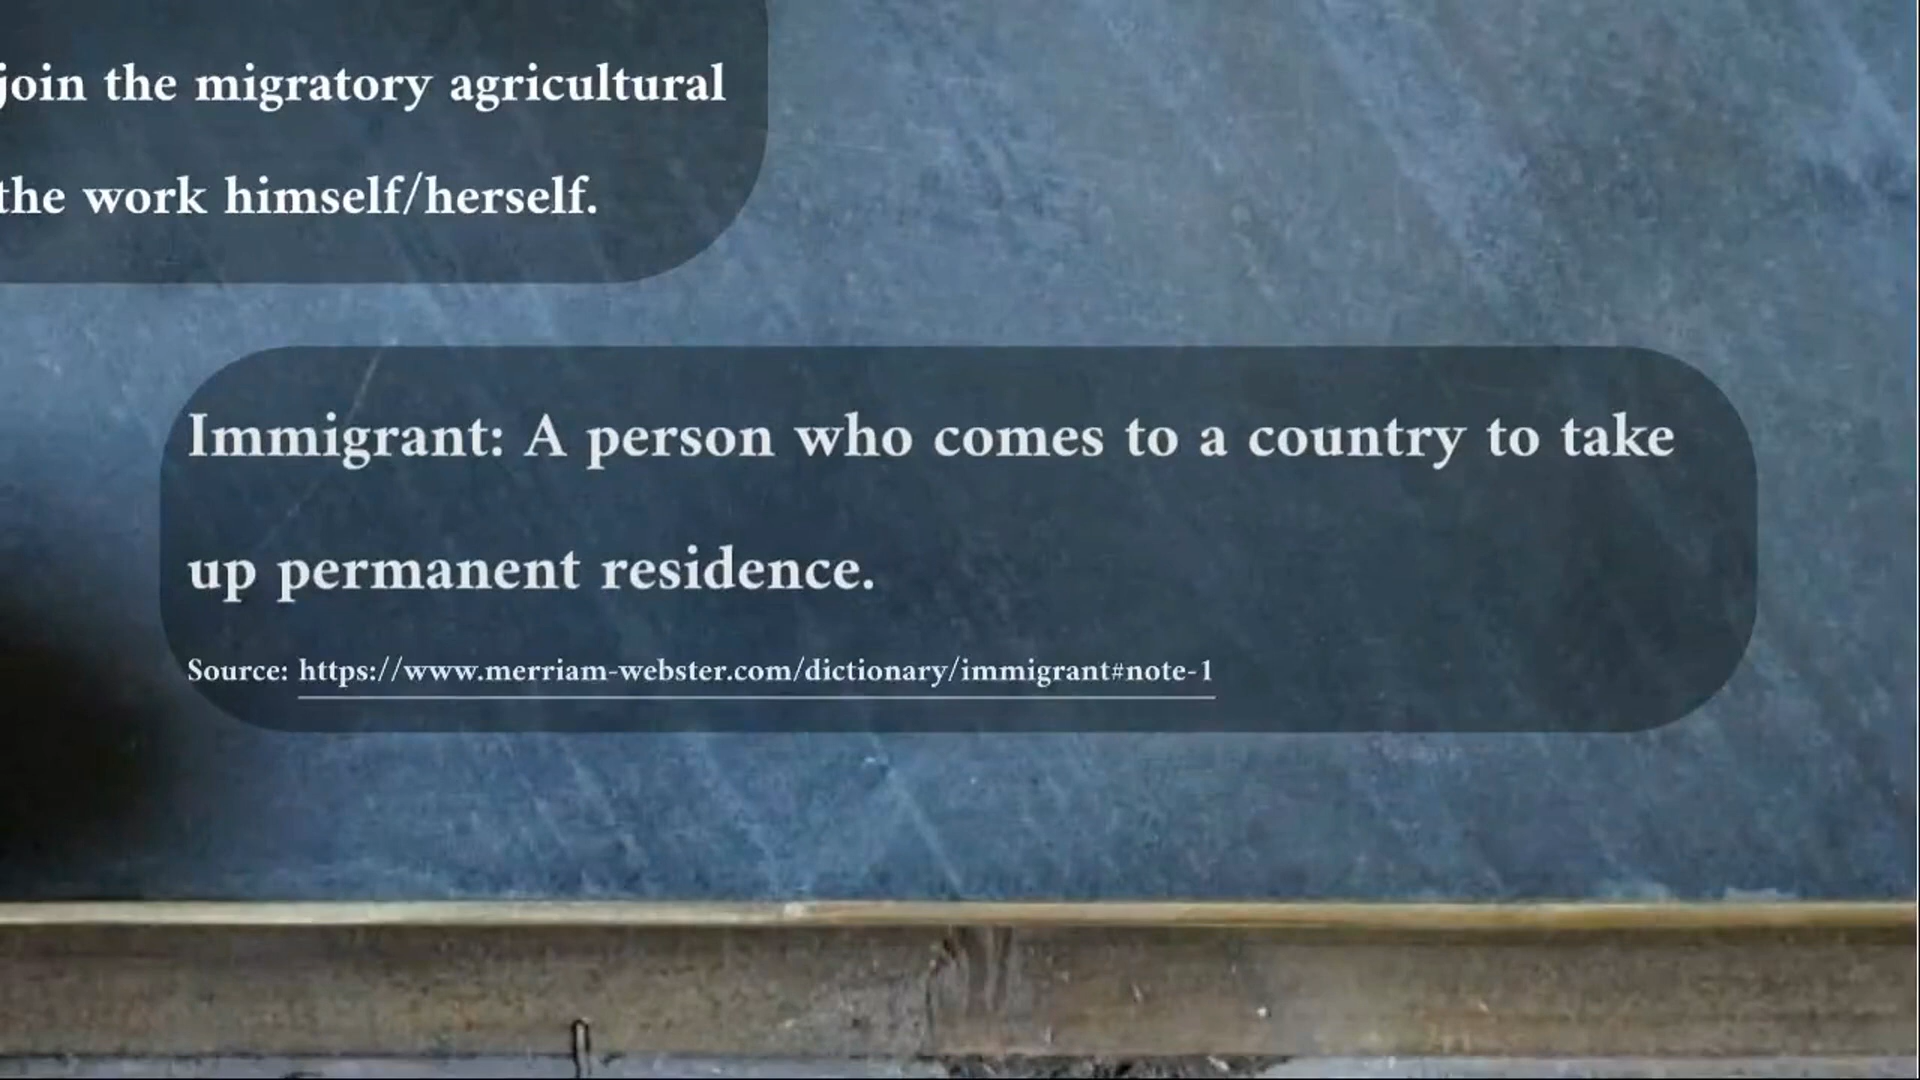 join the migratory agricultural
the work himself/herself.
Immigrant: A person who comes to a country to take
up permanent residence.
Source: https://www.merriam-webster.com/dictionary/immigrant#note-1